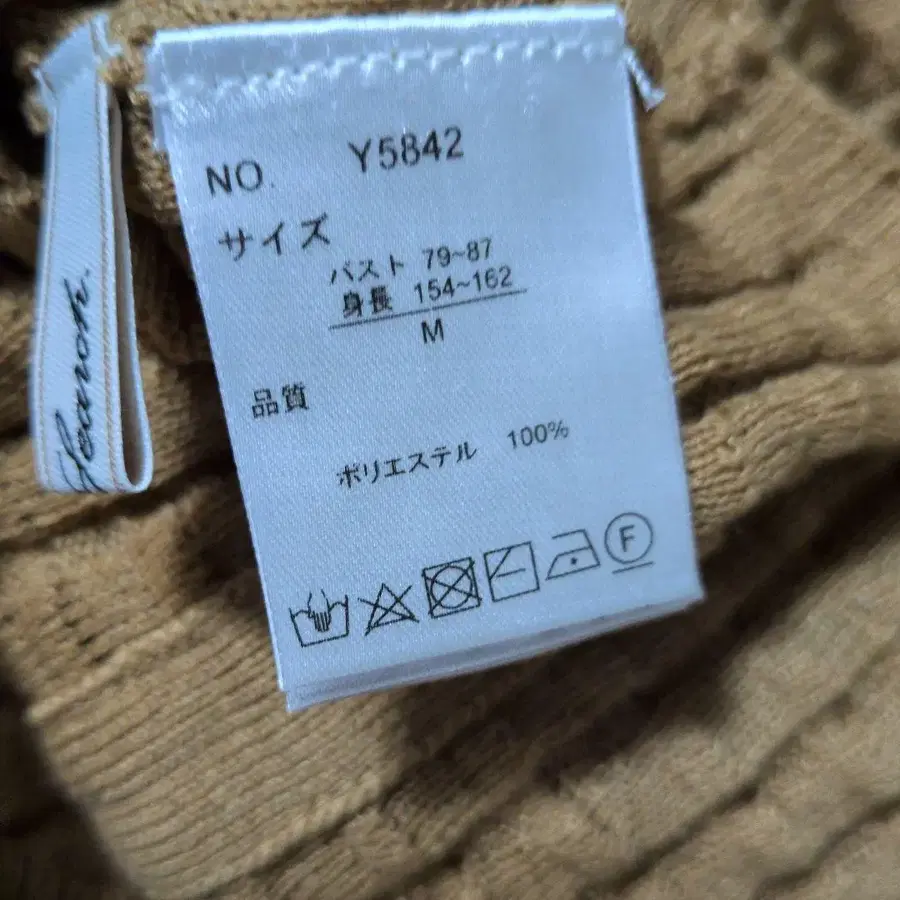 NO. Y5842
サイズ
バスト 79~87
身長 154~162
M
品質
ポリエステル 100%
F